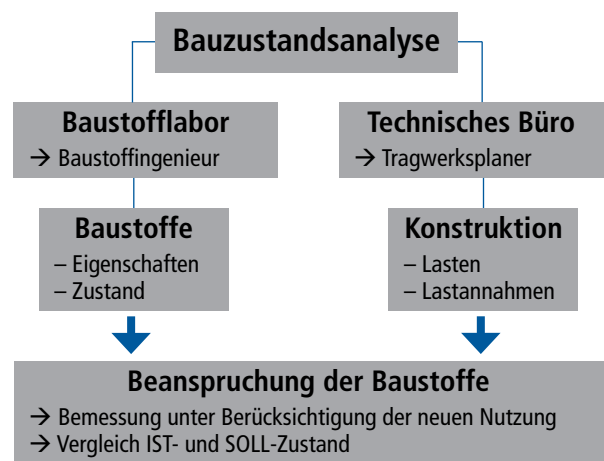 Bauzustandsanalyse
Baustofflabor
→ Baustoffingenieur
Technisches Büro
→ Tragwerksplaner
Baustoffe
– Eigenschaften
– Zustand
Konstruktion
– Lasten
– Lastannahmen
Beanspruchung der Baustoffe
→ Bemessung unter Berücksichtigung der neuen Nutzung
→ Vergleich IST- und SOLL-Zustand